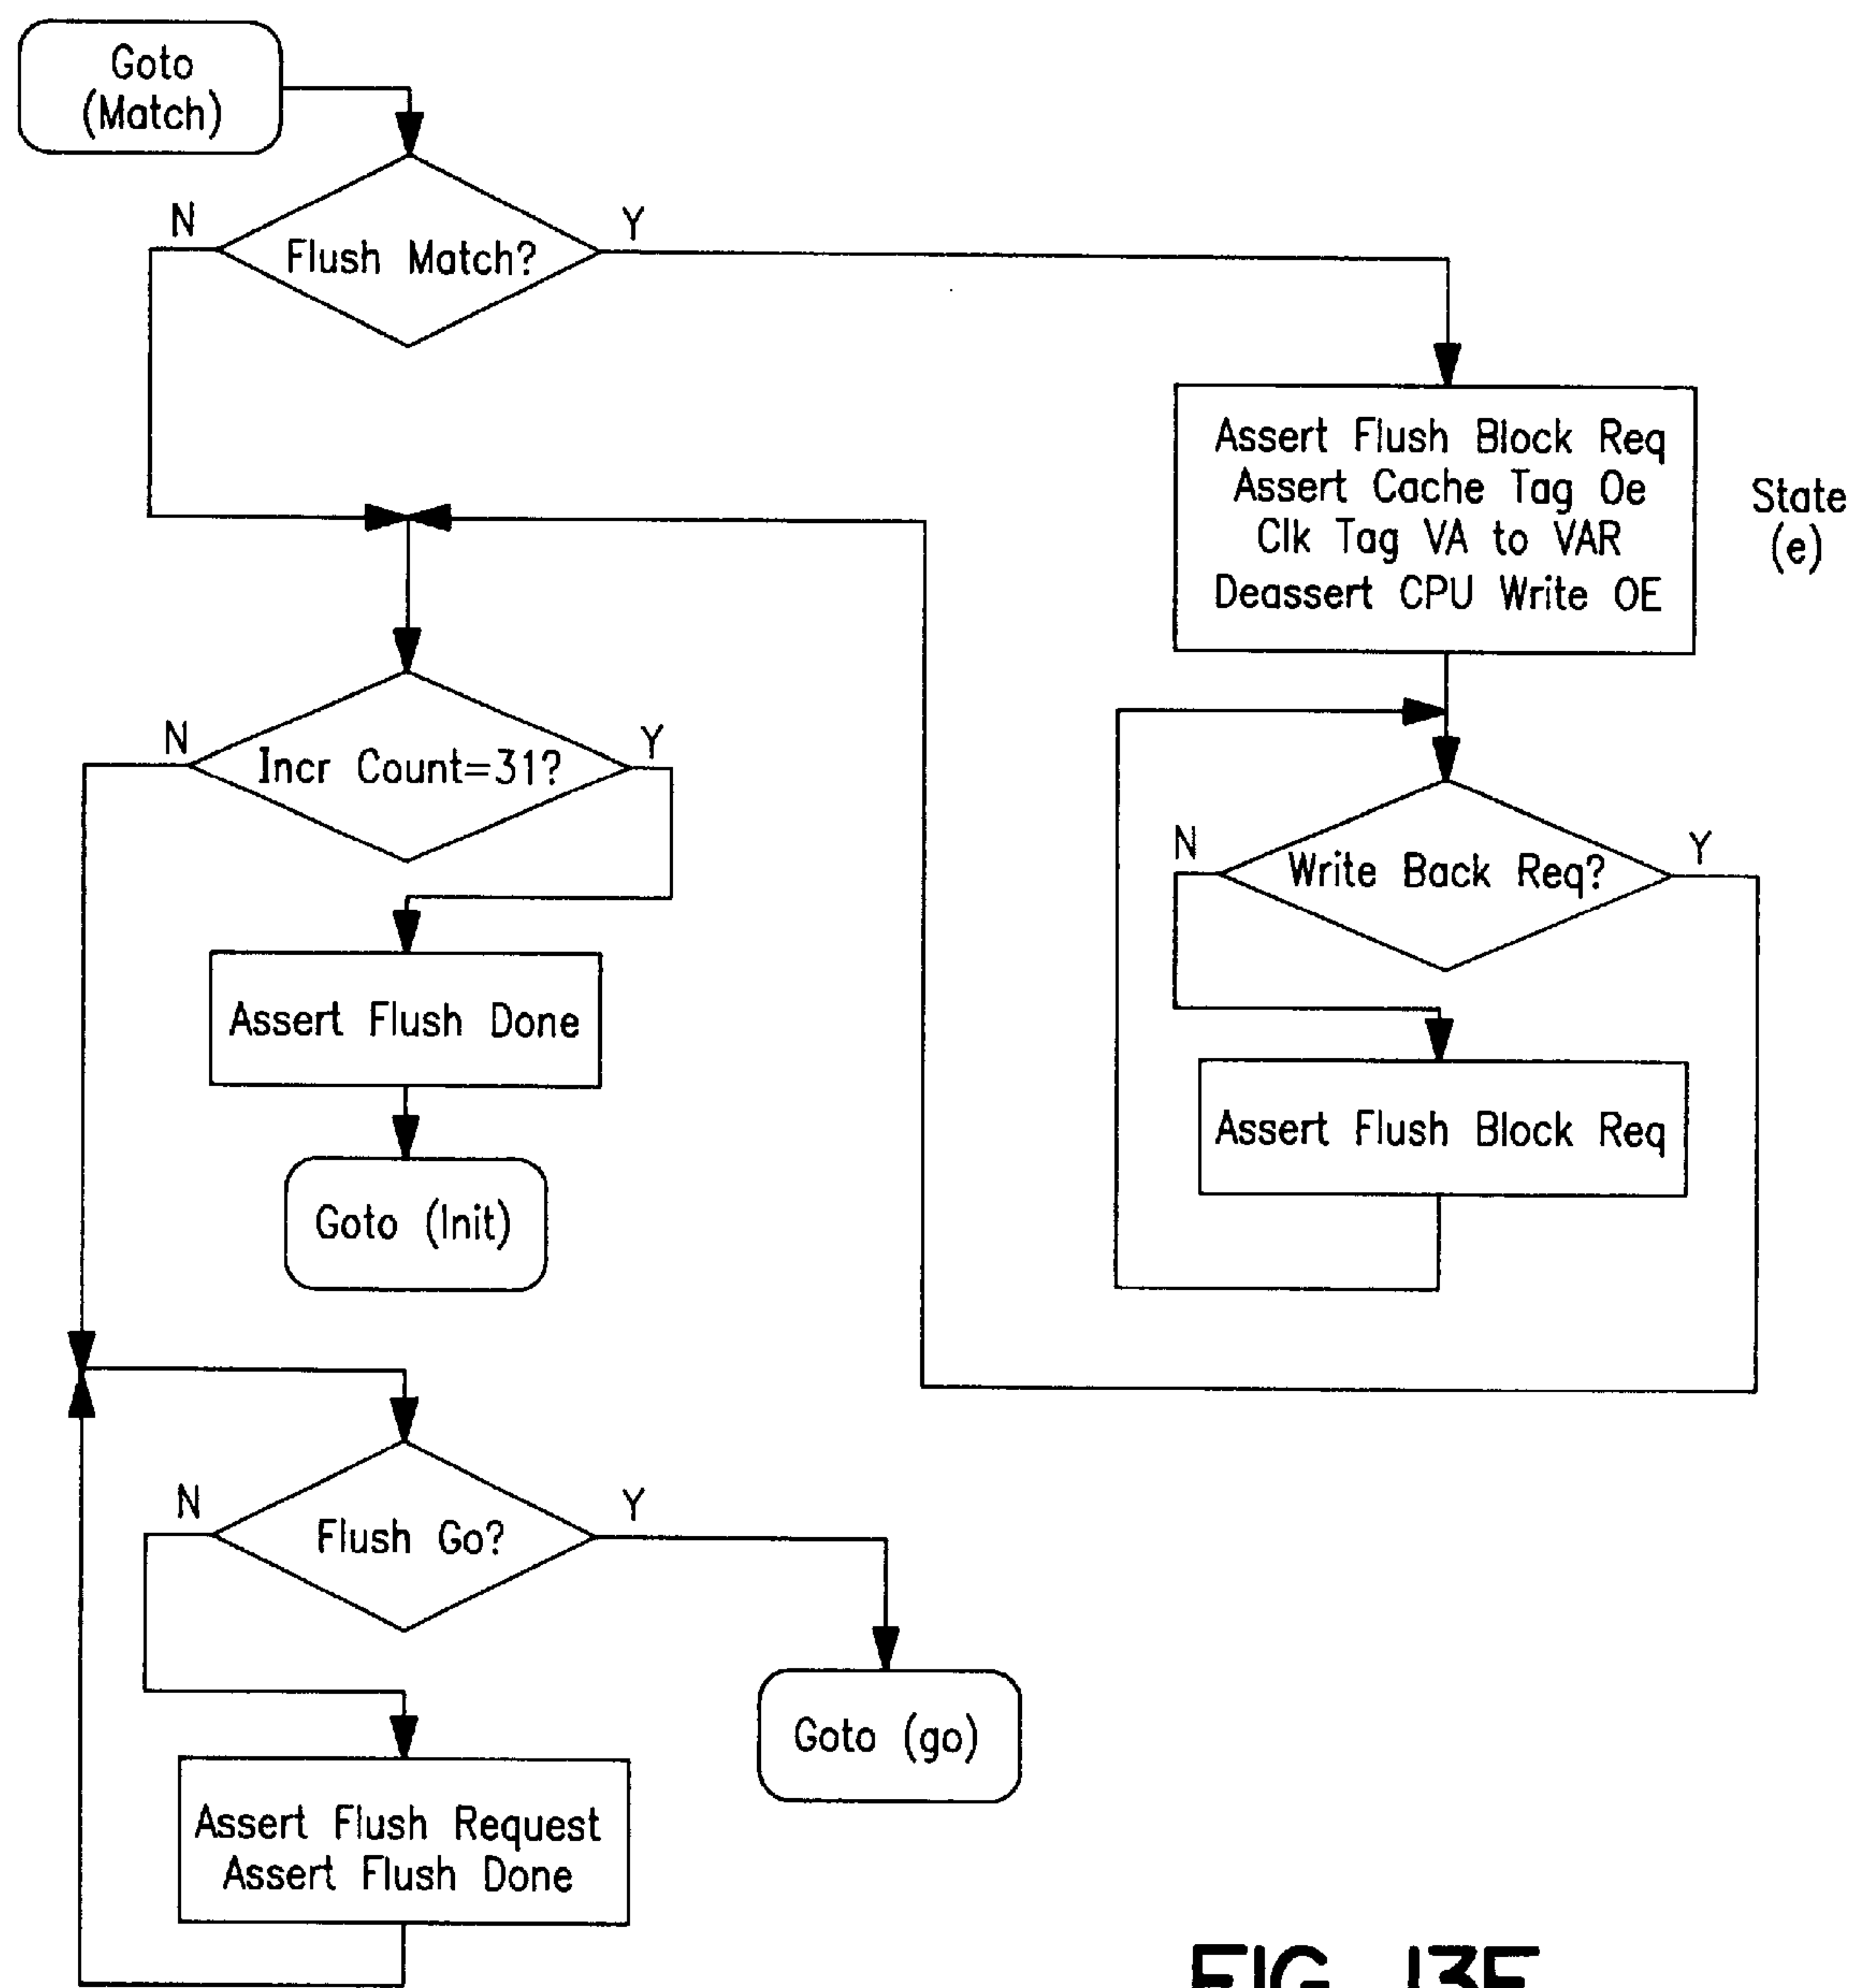 Goto
(Match)
N
Y
Flush Match?
Assert Flush Block Req
Assert Cache Tag Oe
Clk Tag VA to VAR
Deassert CPU Write OE
State
(e)
N
Y
Incr Count=31?
N
Y
Write Back Req?
Assert Flush Done
Assert Flush Block Req
Goto (Init)
N
Y
Flush Go?
Goto (go)
Assert Flush Request
Assert Flush Done